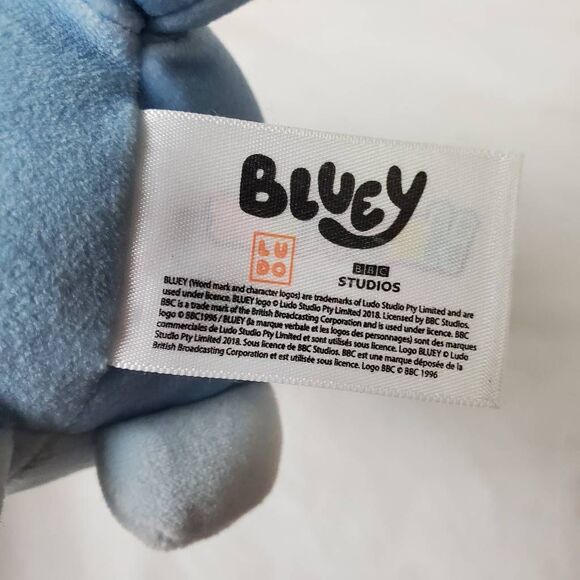 BLUEY
LU
DO
BBC
STUDIOS
BLUEY (Word mark and character logos) are trademarks of Ludo Studio Pty Limited and are
used under licence. BLUEY logo © Ludo Studio Pty Limited 2018. Licensed by BBC Studios.
BBC is a trade mark of the British Broadcasting Corporation and is used under licence. BBC
logo © BBC1996 / BLUEY (la marque verbale et les logos des personnages) sont des marques
commerciales de Ludo Studio Pty Limited et sont utilisés sous licence. Logo BLUEY © Ludo
Studio Pty Limited 2018. Sous licence de BBC Studios. BBC est une marque déposée de la
British Broadcasting Corporation et est utilisée sous licence. Logo BBC © BBC 1996